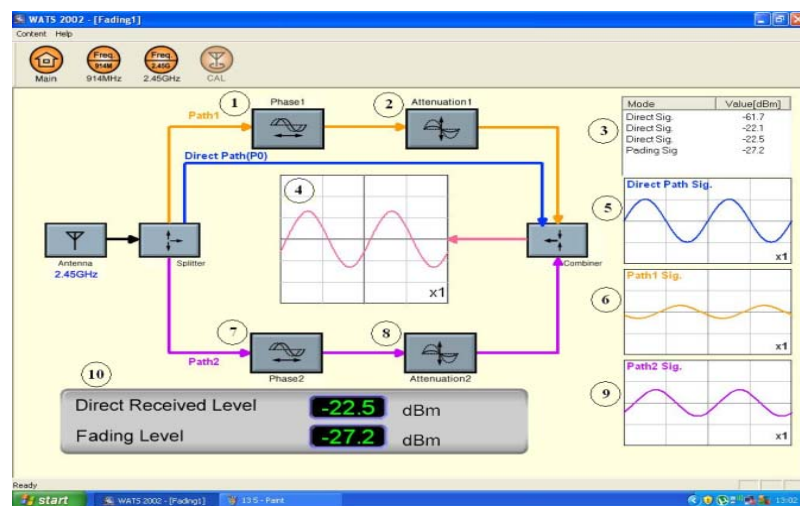 WATS 2002 - [Fading1]
Content Help
Freq. 914M
Freq. 2.45G
Main 914MHz 2.45GHz CAL
1 Phase1
2 Attenuation1
Path1
Direct Path(P0)
3
Mode Value[dBm]
Direct Sig. -61.7
Direct Sig. -22.1
Direct Sig. -22.5
Pading Sig -27.2
4
x1
5
Direct Path Sig.
x1
Antenna
2.45GHz
Splitter
Combiner
6
Path1 Sig.
x1
7
8
Path2
Phase2
Attenuation2
9
Path2 Sig.
x1
10
Direct Received Level -22.5 dBm
Fading Level -27.2 dBm
Ready
start WATS 2002 - [Fading1] 13 5 - Paint 13:02